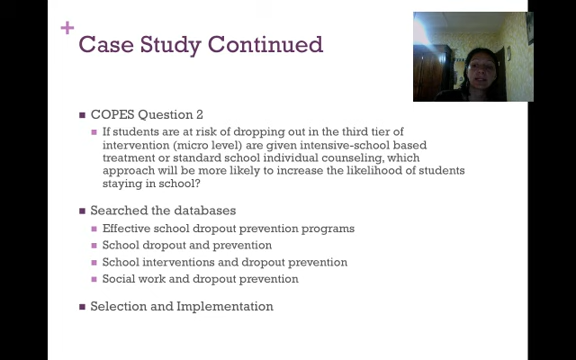 +
Case Study Continued
COPES Question 2
If students are at risk of dropping out in the third tier of
intervention (micro level) are given intensive-school based
treatment or standard school individual counseling, which
approach will be more likely to increase the likelihood of students
staying in school?
Searched the databases
Effective school dropout prevention programs
School dropout and prevention
School interventions and dropout prevention
Social work and dropout prevention
Selection and Implementation